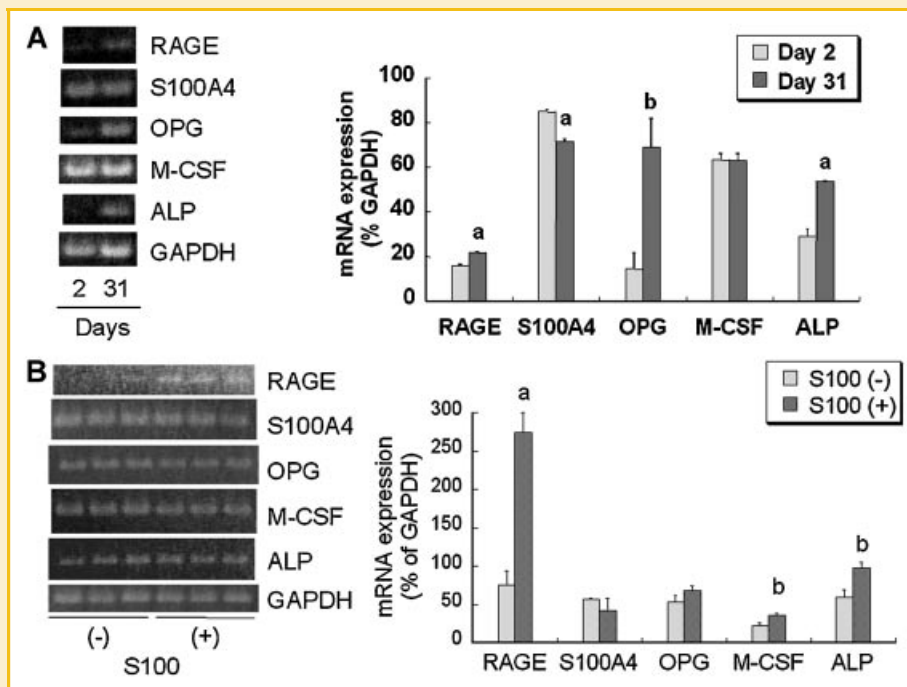 A
RAGE
S100A4
OPG
M-CSF
ALP
GAPDH
2 31
Days
mRNA expression
(% GAPDH)
100
80
60
40
20
0
Day 2
Day 31
a
a
b
a
RAGE S100A4 OPG M-CSF ALP
B
RAGE
S100A4
OPG
M-CSF
ALP
GAPDH
(-) (+)
S100
mRNA expression
(% of GAPDH)
300
250
200
150
100
50
0
S100 (-)
S100 (+)
a
b
b
RAGE S100A4 OPG M-CSF ALP